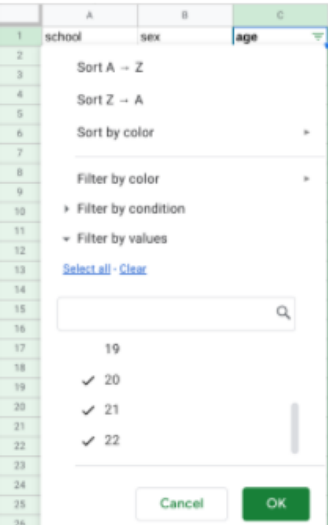 A B C
1 school sex age
2
Sort A → Z
3
4
Sort Z → A
5
6
Sort by color
7
8
Filter by color
9
10
Filter by condition
11
Filter by values
12
13
Select all - Clear
14
15
16
17
19
18
19
20
20
21
21
22
22
23
24
25
Cancel OK
26